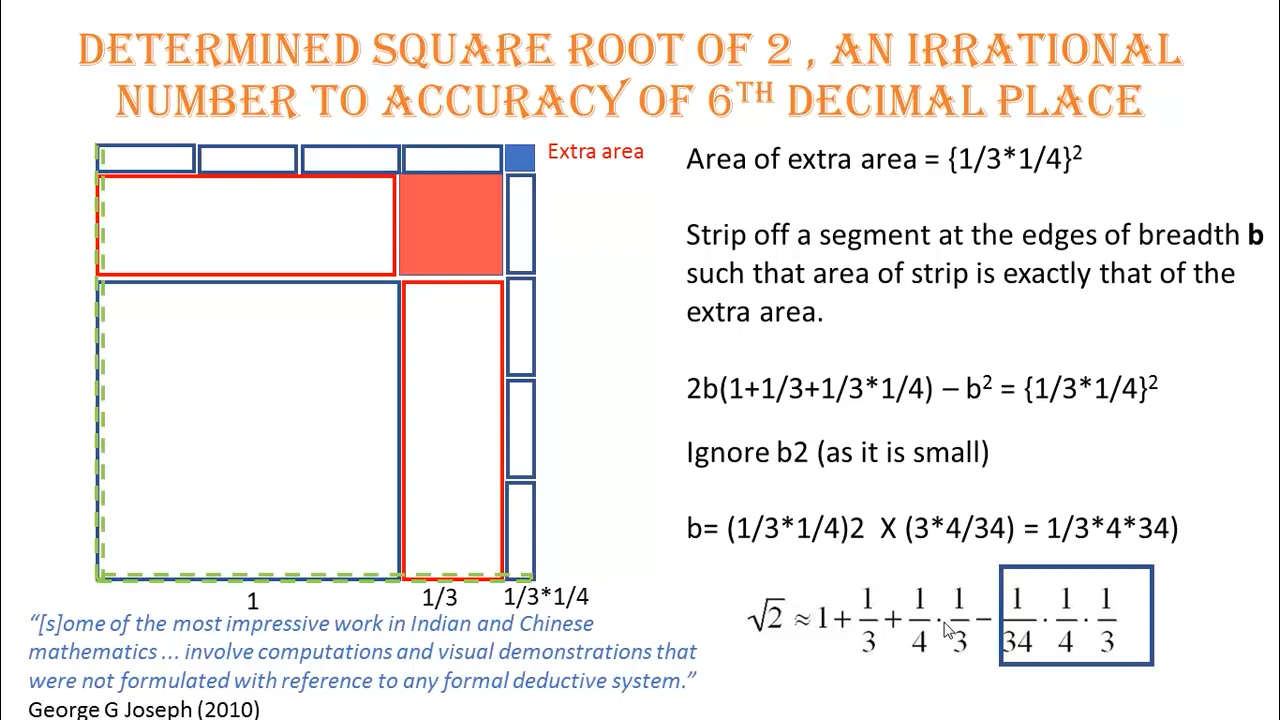 DETERMINED SQUARE ROOT OF 2 , AN IRRATIONAL
NUMBER TO ACCURACY OF 6TH DECIMAL PLACE
Extra area
1
1/3
1/3*1/4
Area of extra area = {1/3*1/4}²
Strip off a segment at the edges of breadth b
such that area of strip is exactly that of the
extra area.
2b(1+1/3+1/3*1/4) – b² = {1/3*1/4}²
Ignore b2 (as it is small)
b= (1/3*1/4)2 X (3*4/34) = 1/3*4*34)
√2 ≈ 1 + 1/3 + 1/4 · 1/3 − 1/34 · 1/4 · 1/3
“[s]ome of the most impressive work in Indian and Chinese
mathematics ... involve computations and visual demonstrations that
were not formulated with reference to any formal deductive system.”
George G Joseph (2010)